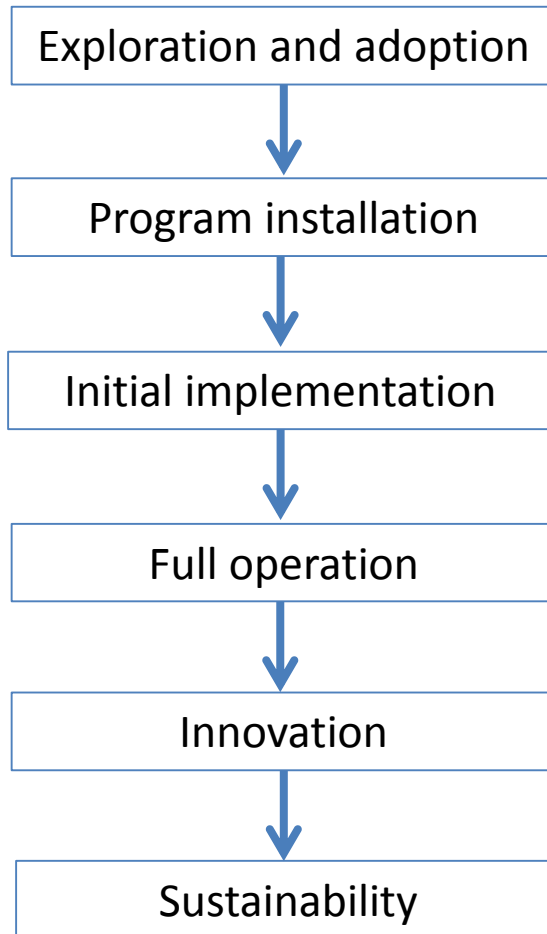 Exploration and adoption
Program installation
Initial implementation
Full operation
Innovation
Sustainability